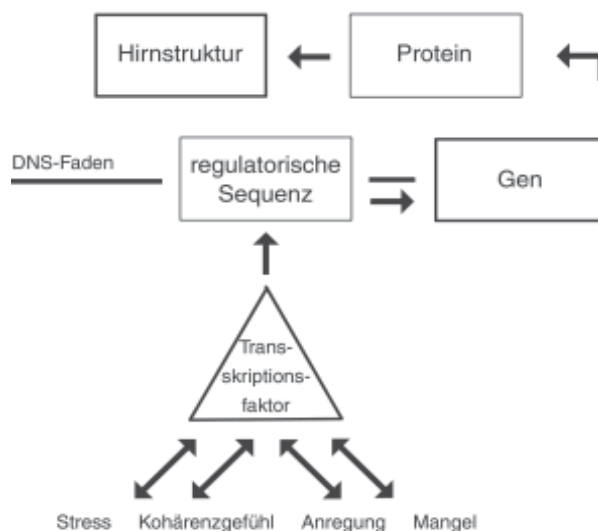 Hirnstruktur
Protein
DNS-Faden
regulatorische
Sequenz
Gen
Trans-
skriptions-
faktor
Stress
Kohärenzgefühl
Anregung
Mangel